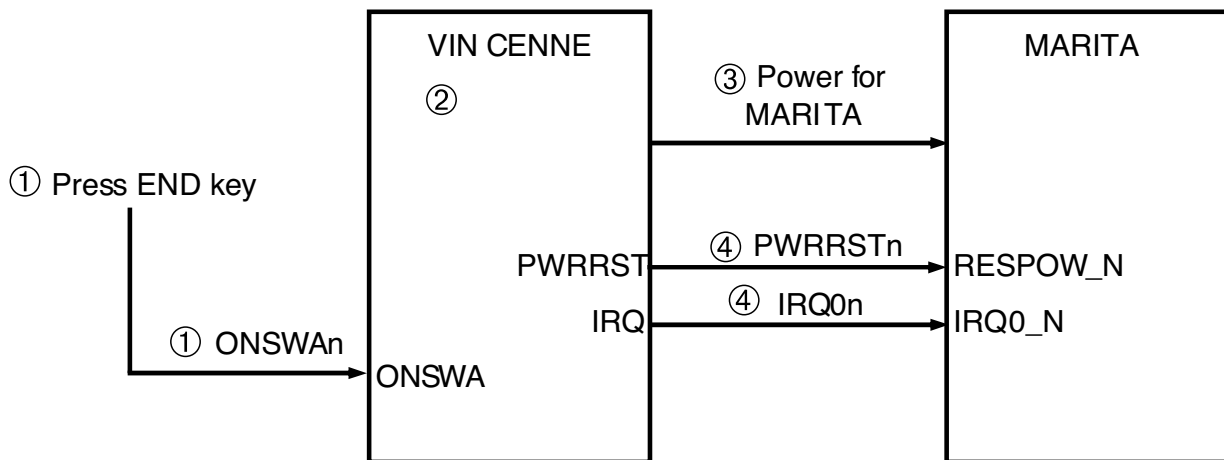 VIN CENNE
②
① Press END key
① ONSWAn
ONSWA
PWRRST
IRQ
③ Power for
MARITA
④ PWRRSTn
④ IRQ0n
MARITA
RESPOW_N
IRQ0_N